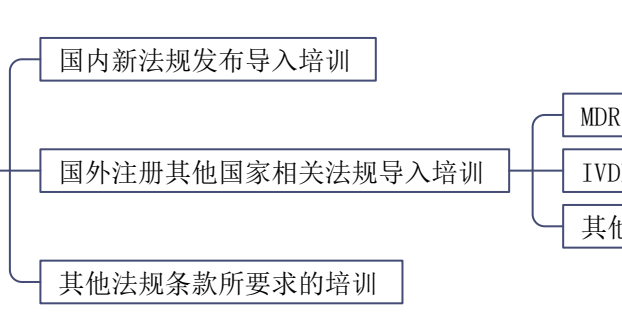 国内新法规发布导入培训
MDR
国外注册其他国家相关法规导入培训
IVD
其他
其他法规条款所要求的培训